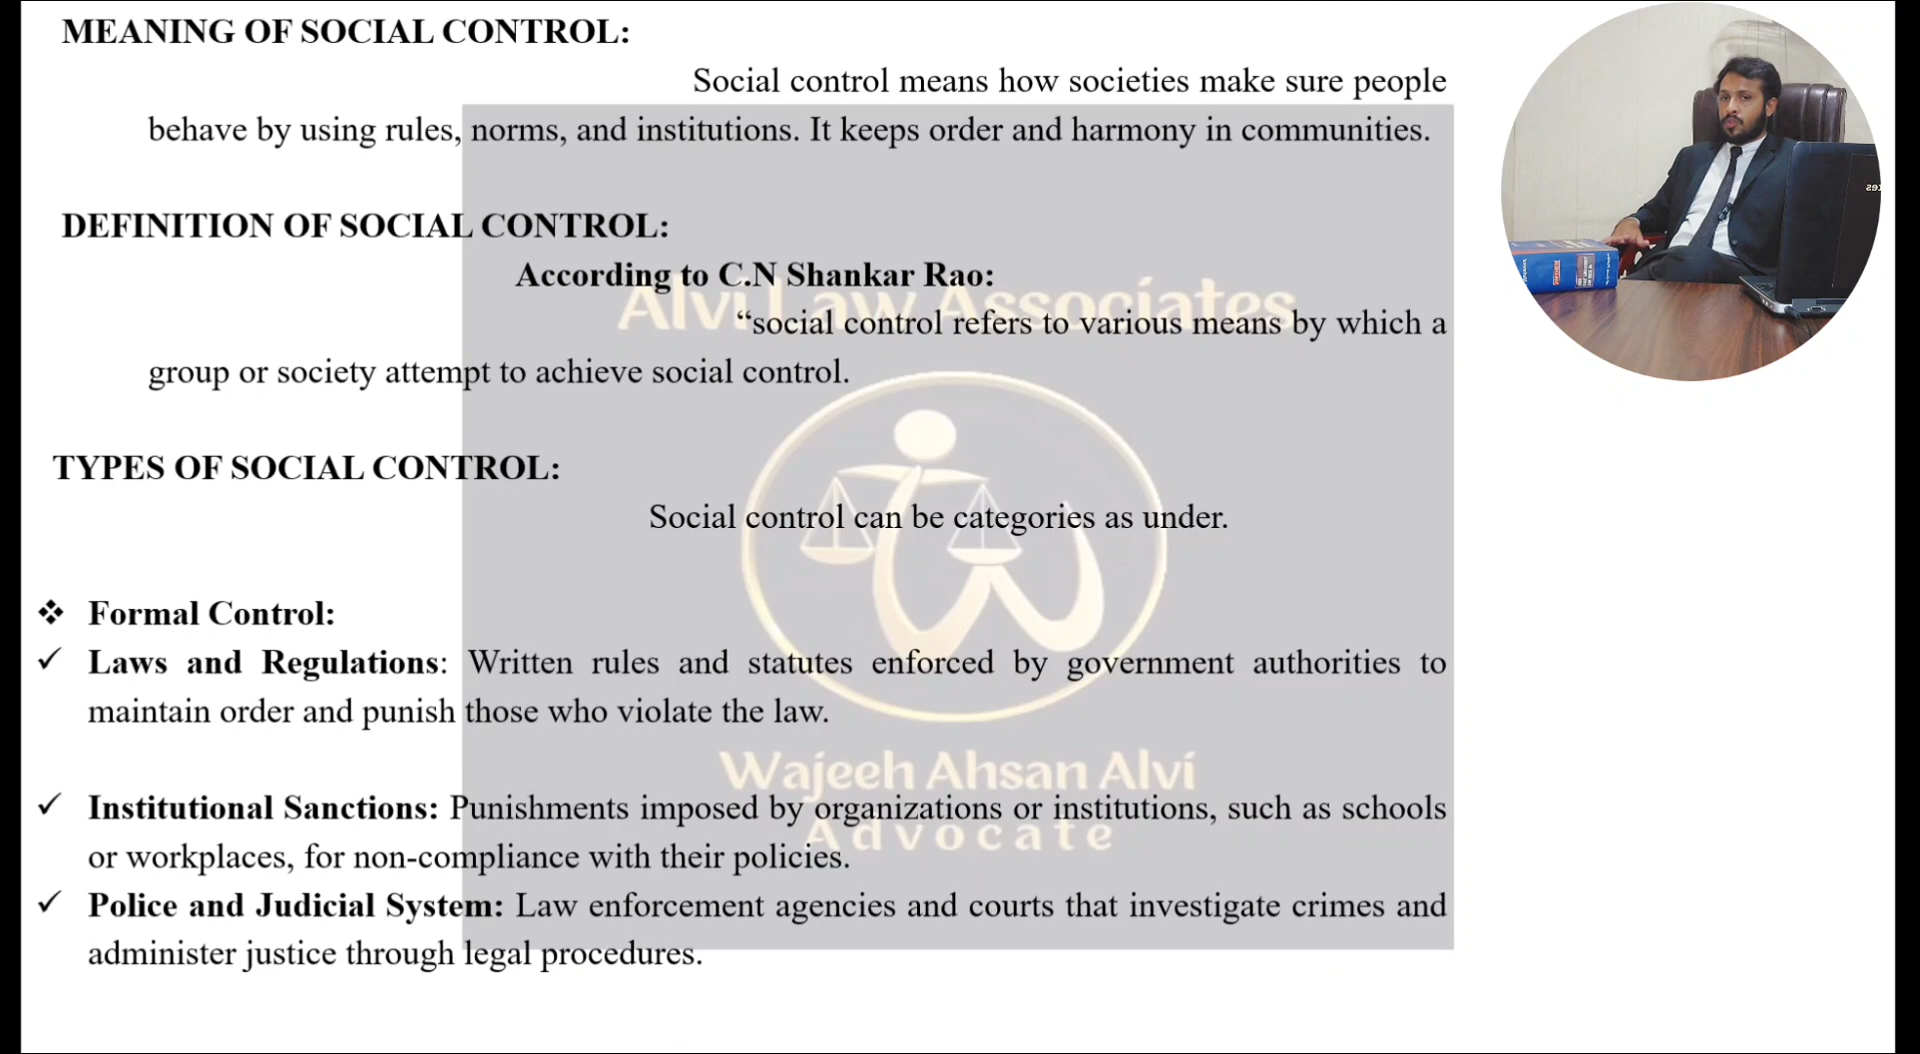 MEANING OF SOCIAL CONTROL:
Social control means how societies make sure people
behave by using rules, norms, and institutions. It keeps order and harmony in communities.
DEFINITION OF SOCIAL CONTROL:
According to C.N Shankar Rao:
Alvi Law Associates
“social control refers to various means by which a
group or society attempt to achieve social control.
TYPES OF SOCIAL CONTROL:
Social control can be categories as under.
❖ Formal Control:
✓ Laws and Regulations: Written rules and statutes enforced by government authorities to
maintain order and punish those who violate the law.
Wajeeh Ahsan Alvi
✓ Institutional Sanctions: Punishments imposed by organizations or institutions, such as schools
Advocate
or workplaces, for non-compliance with their policies.
✓ Police and Judicial System: Law enforcement agencies and courts that investigate crimes and
administer justice through legal procedures.